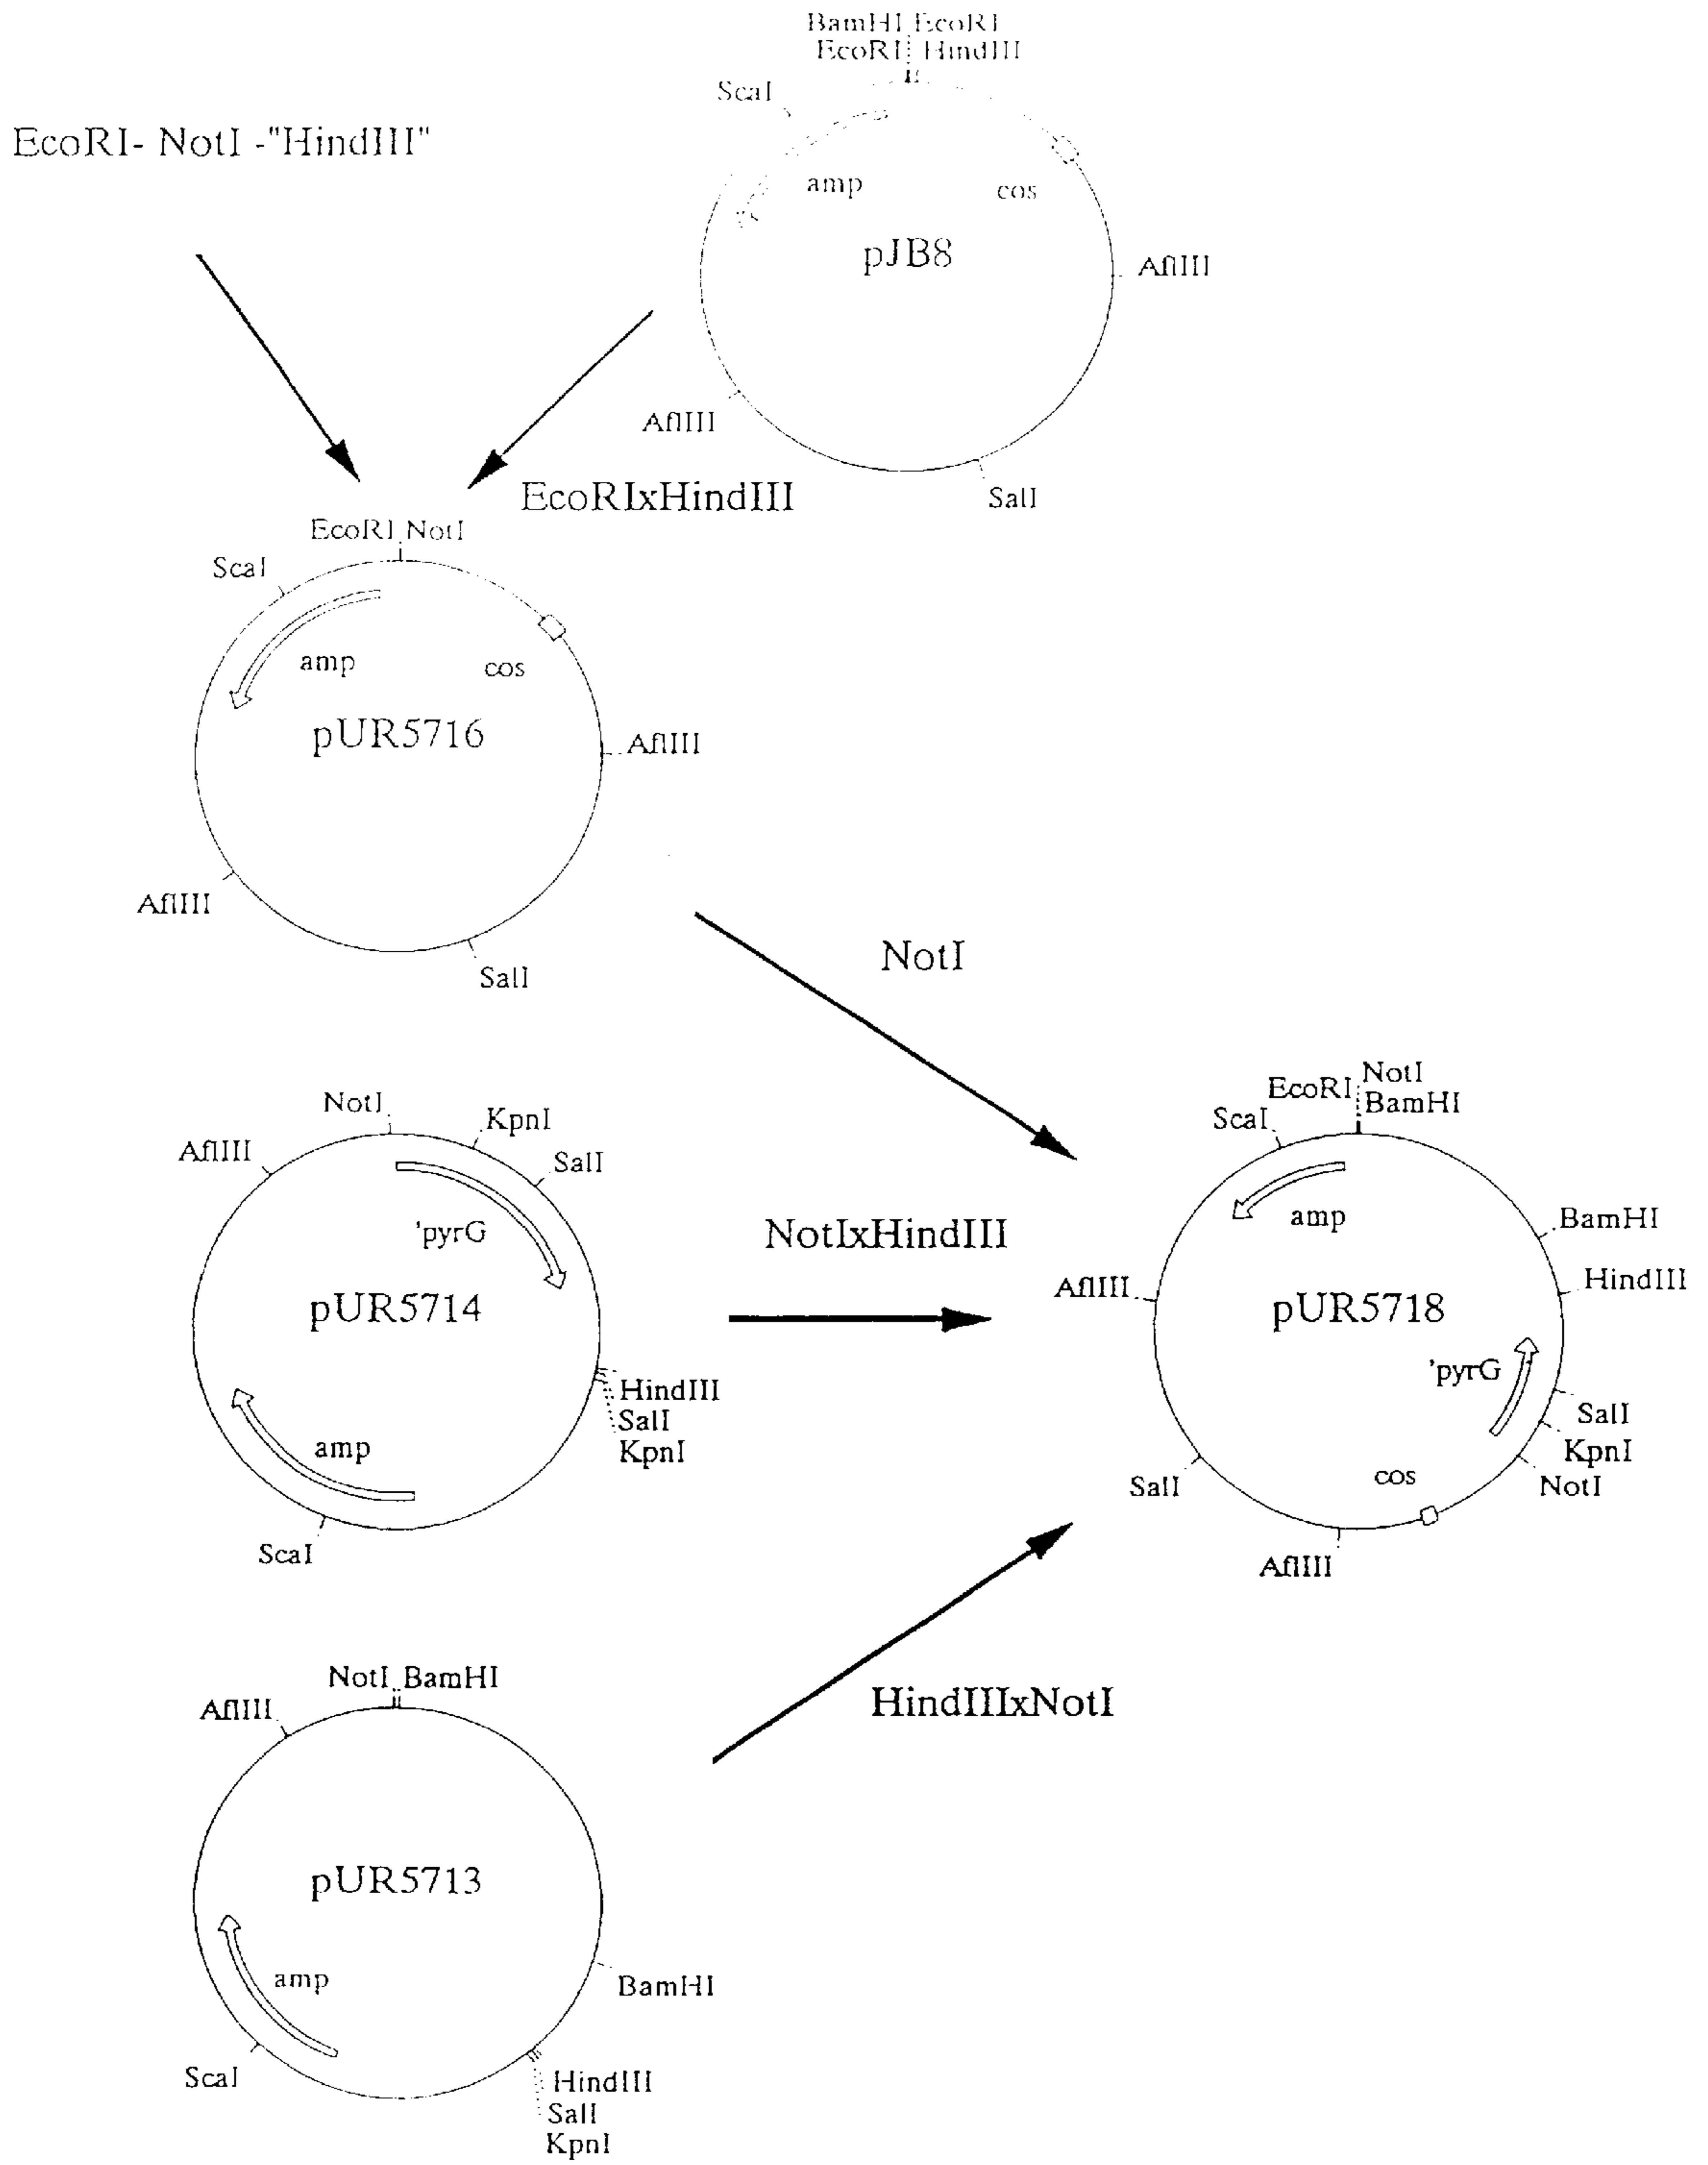 BamHI EcoRI
EcoRI HindIII
ScaI
EcoRI- NotI -"HindIII"
amp
cos
pJB8
AflIII
AflIII
EcoRIxHindIII
SalI
EcoRI NotI
ScaI
amp
cos
pUR5716
AflIII
AflIII
SalI
NotI
NotI
KpnI
AflIII
SalI
'pyrG
pUR5714
HindIII
SalI
KpnI
amp
ScaI
NotIxHindIII
NotI
EcoRI
BamHI
ScaI
amp
BamHI
HindIII
AflIII
pUR5718
'pyrG
SalI
KpnI
NotI
SalI
cos
AflIII
NotI BamHI
AflIII
HindIIIxNotI
pUR5713
amp
BamHI
ScaI
HindIII
SalI
KpnI